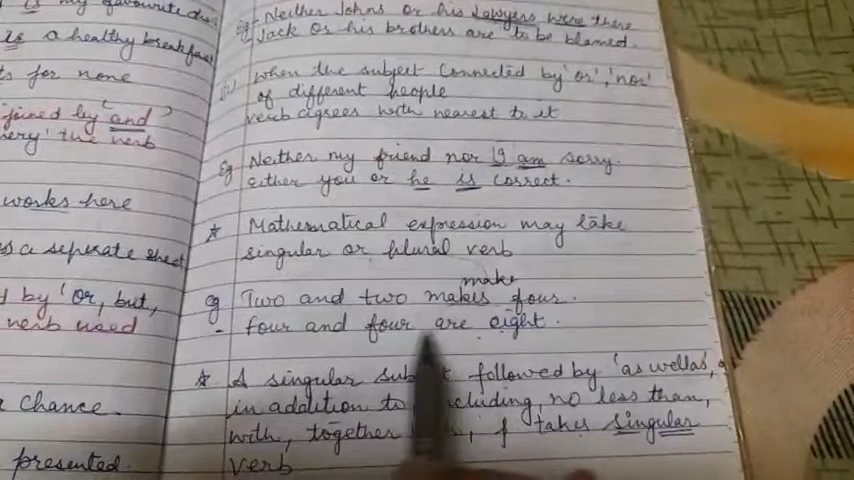 is my favourite
is a healthy breakfast
for none
joined by 'and'
the verb
works here
a seperate sheet
by 'or, but,
verb used
chance.
presented.
eg- Neither Johns or his Lawyers were there
Jack or his brothers are to be blamed.
When the subject connected by 'or', 'nor'
of different people
verb agrees with nearest to it
Eg Neither my friend nor I am sorry.
either you or he is correct.
* Mathematical expression may take
singular or plural verb
make
eg Two and two makes four.
- four and four are eight.
* A singular followed by 'as well as',
in addition to, no less than,
with, together takes singular
verb